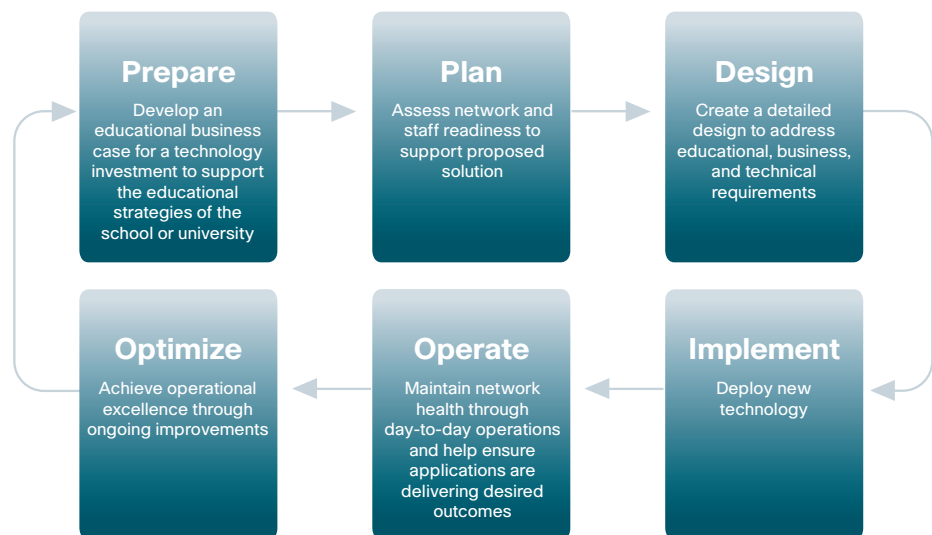 Prepare
Develop an
educational business
case for a technology
investment to support
the educational
strategies of the
school or university
Plan
Assess network and
staff readiness to
support proposed
solution
Design
Create a detailed
design to address
educational, business,
and technical
requirements
Optimize
Achieve operational
excellence through
ongoing improvements
Operate
Maintain network
health through
day-to-day operations
and help ensure
applications are
delivering desired
outcomes
Implement
Deploy new
technology